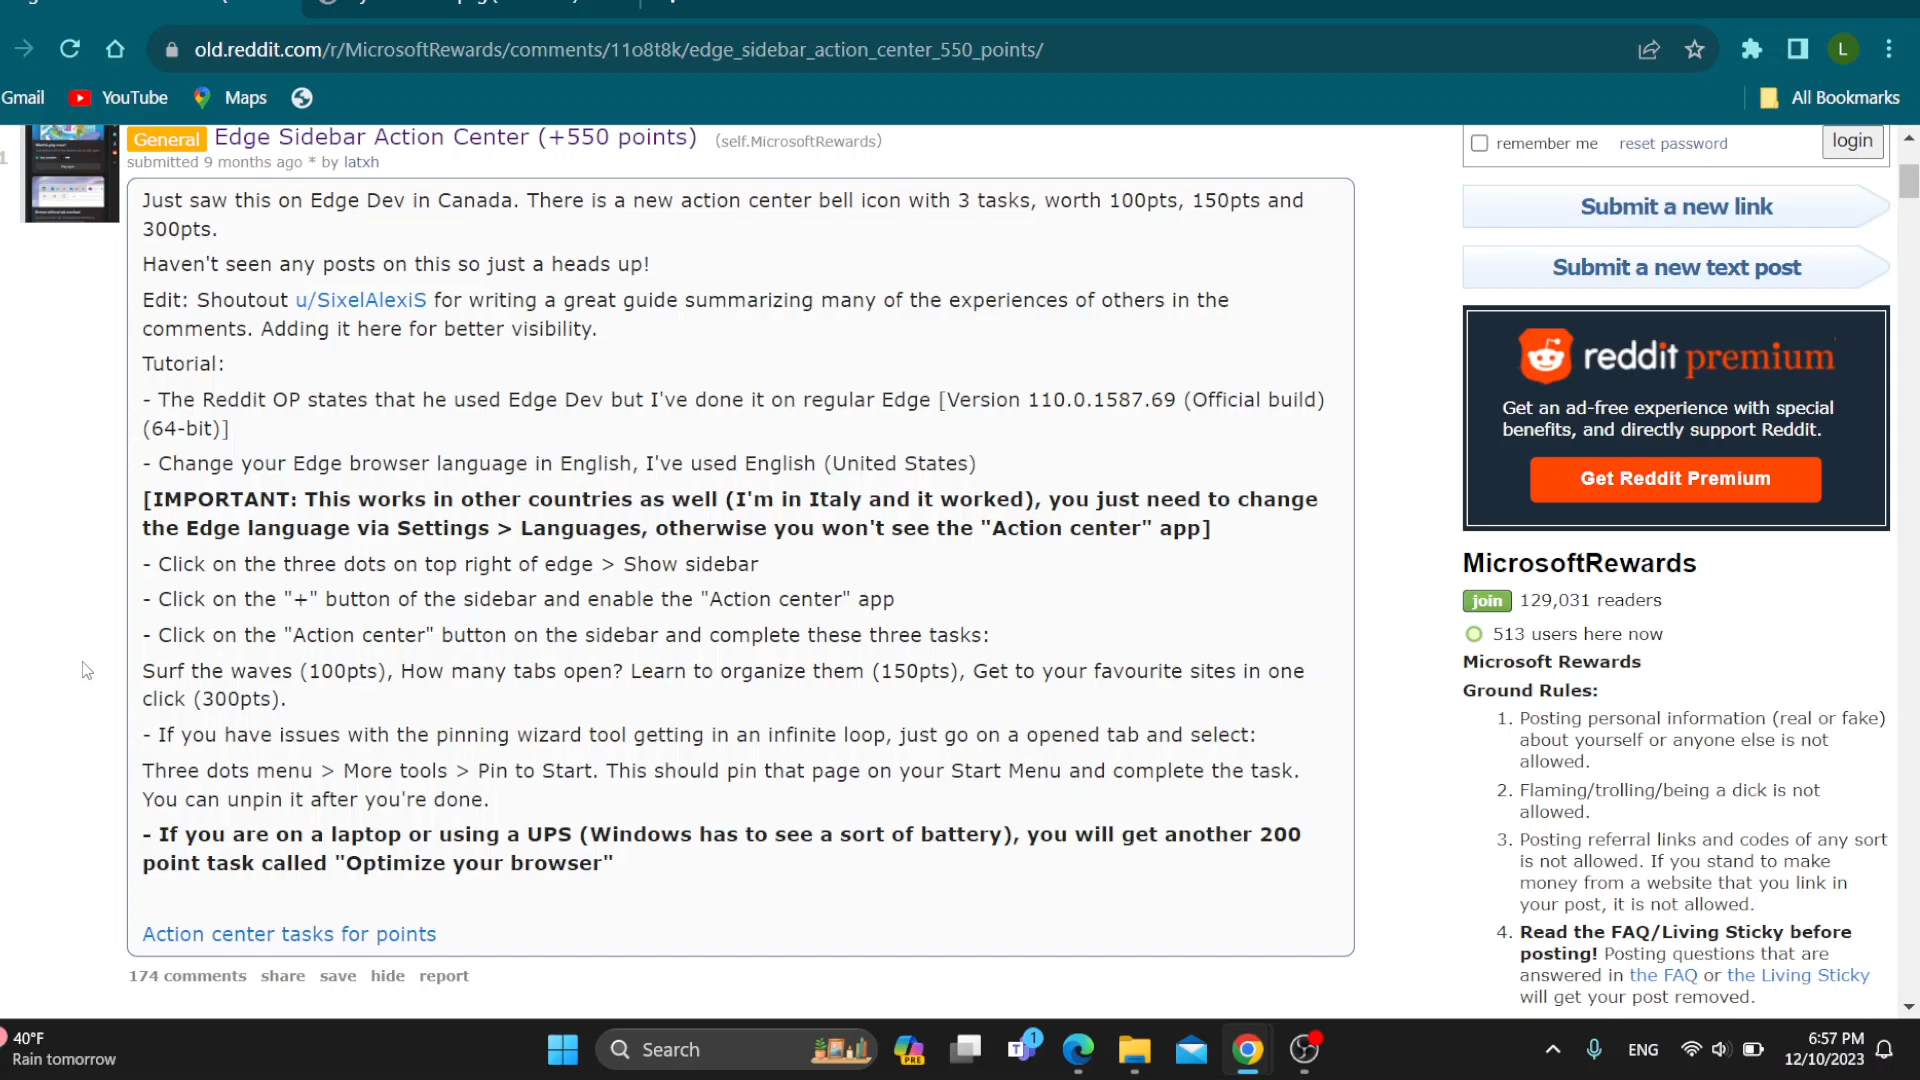 old.reddit.com/r/MicrosoftRewards/comments/11o8t8k/edge_sidebar_action_center_550_points/
L
Gmail
YouTube
Maps
All Bookmarks
General Edge Sidebar Action Center (+550 points) (self.MicrosoftRewards)
submitted 9 months ago * by latxh
Just saw this on Edge Dev in Canada. There is a new action center bell icon with 3 tasks, worth 100pts, 150pts and
300pts.
Haven't seen any posts on this so just a heads up!
Edit: Shoutout u/SixelAlexiS for writing a great guide summarizing many of the experiences of others in the
comments. Adding it here for better visibility.
Tutorial:
- The Reddit OP states that he used Edge Dev but I've done it on regular Edge [Version 110.0.1587.69 (Official build)
(64-bit)]
- Change your Edge browser language in English, I've used English (United States)
[IMPORTANT: This works in other countries as well (I'm in Italy and it worked), you just need to change
the Edge language via Settings > Languages, otherwise you won't see the "Action center" app]
- Click on the three dots on top right of edge > Show sidebar
- Click on the "+" button of the sidebar and enable the "Action center" app
- Click on the "Action center" button on the sidebar and complete these three tasks:
Surf the waves (100pts), How many tabs open? Learn to organize them (150pts), Get to your favourite sites in one
click (300pts).
- If you have issues with the pinning wizard tool getting in an infinite loop, just go on a opened tab and select:
Three dots menu > More tools > Pin to Start. This should pin that page on your Start Menu and complete the task.
You can unpin it after you're done.
- If you are on a laptop or using a UPS (Windows has to see a sort of battery), you will get another 200
point task called "Optimize your browser"
Action center tasks for points
174 comments share save hide report
remember me reset password login
Submit a new link
Submit a new text post
reddit premium
Get an ad-free experience with special
benefits, and directly support Reddit.
Get Reddit Premium
MicrosoftRewards
join 129,031 readers
513 users here now
Microsoft Rewards
Ground Rules:
1. Posting personal information (real or fake)
about yourself or anyone else is not
allowed.
2. Flaming/trolling/being a dick is not
allowed.
3. Posting referral links and codes of any sort
is not allowed. If you stand to make
money from a website that you link in
your post, it is not allowed.
4. Read the FAQ/Living Sticky before
posting! Posting questions that are
answered in the FAQ or the Living Sticky
will get your post removed.
40°F
Rain tomorrow
Search
PRE
1
ENG
6:57 PM
12/10/2023